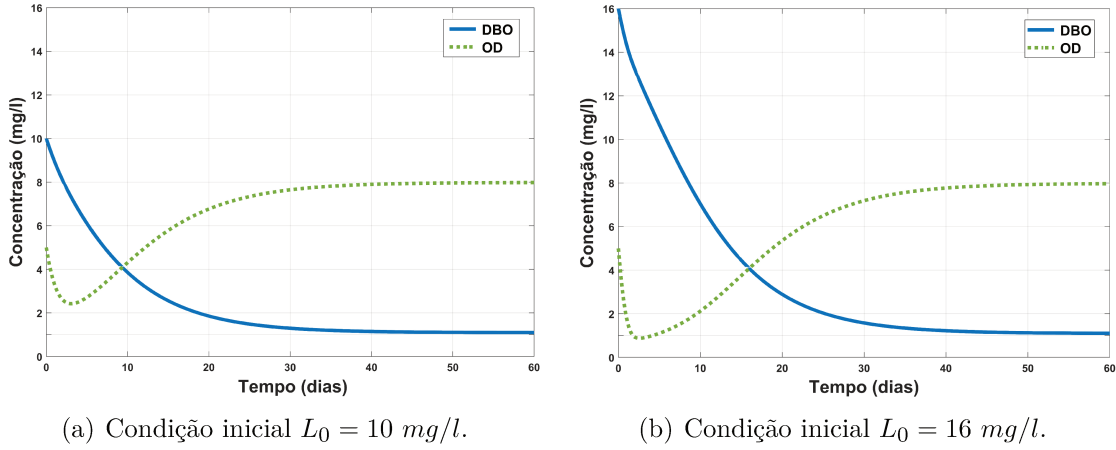 16
14
12
10
8
6
4
2
0
Concentração (mg/l)
DBO
OD
0 10 20 30 40 50 60
Tempo (dias)
(a) Condição inicial L₀ = 10 mg/l.
16
14
12
10
8
6
4
2
0
Concentração (mg/l)
DBO
OD
0 10 20 30 40 50 60
Tempo (dias)
(b) Condição inicial L₀ = 16 mg/l.